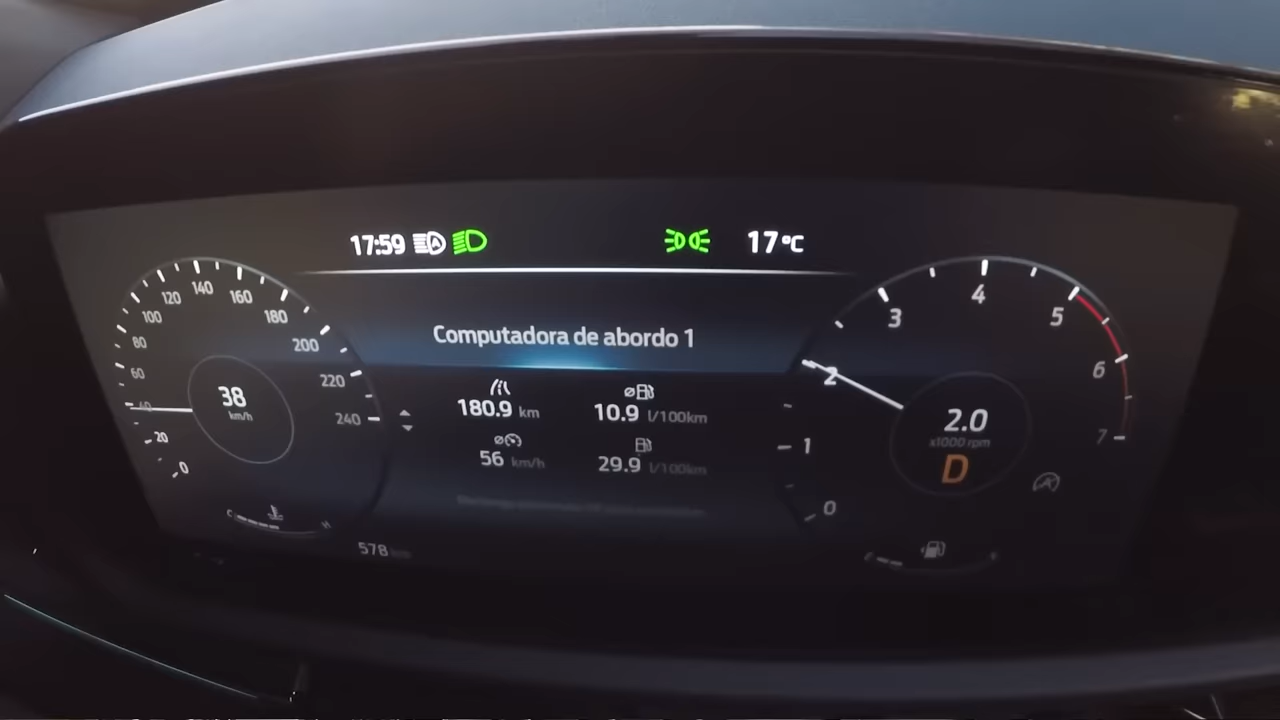 17:59 A 17°C
120 140 160
100 180
80 200
60 220
40 240
20
0
38
km/h
Computadora de abordo 1
180.9 km 10.9 l/100km
56 km/h 29.9 l/100km
3 4 5
2 6
1 7
0
2.0
x1000 rpm
D
A
C H
578 km